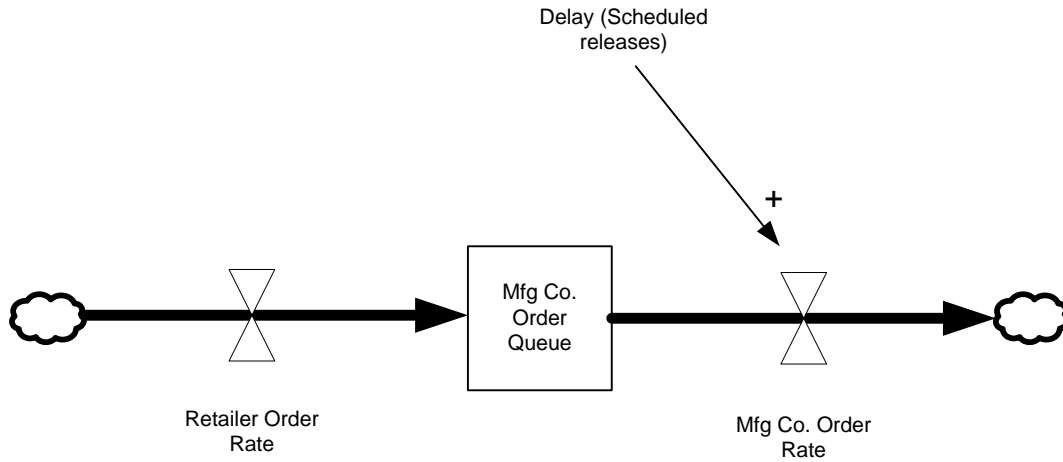 Delay (Scheduled
releases)
+
Mfg Co.
Order
Queue
Retailer Order
Rate
Mfg Co. Order
Rate